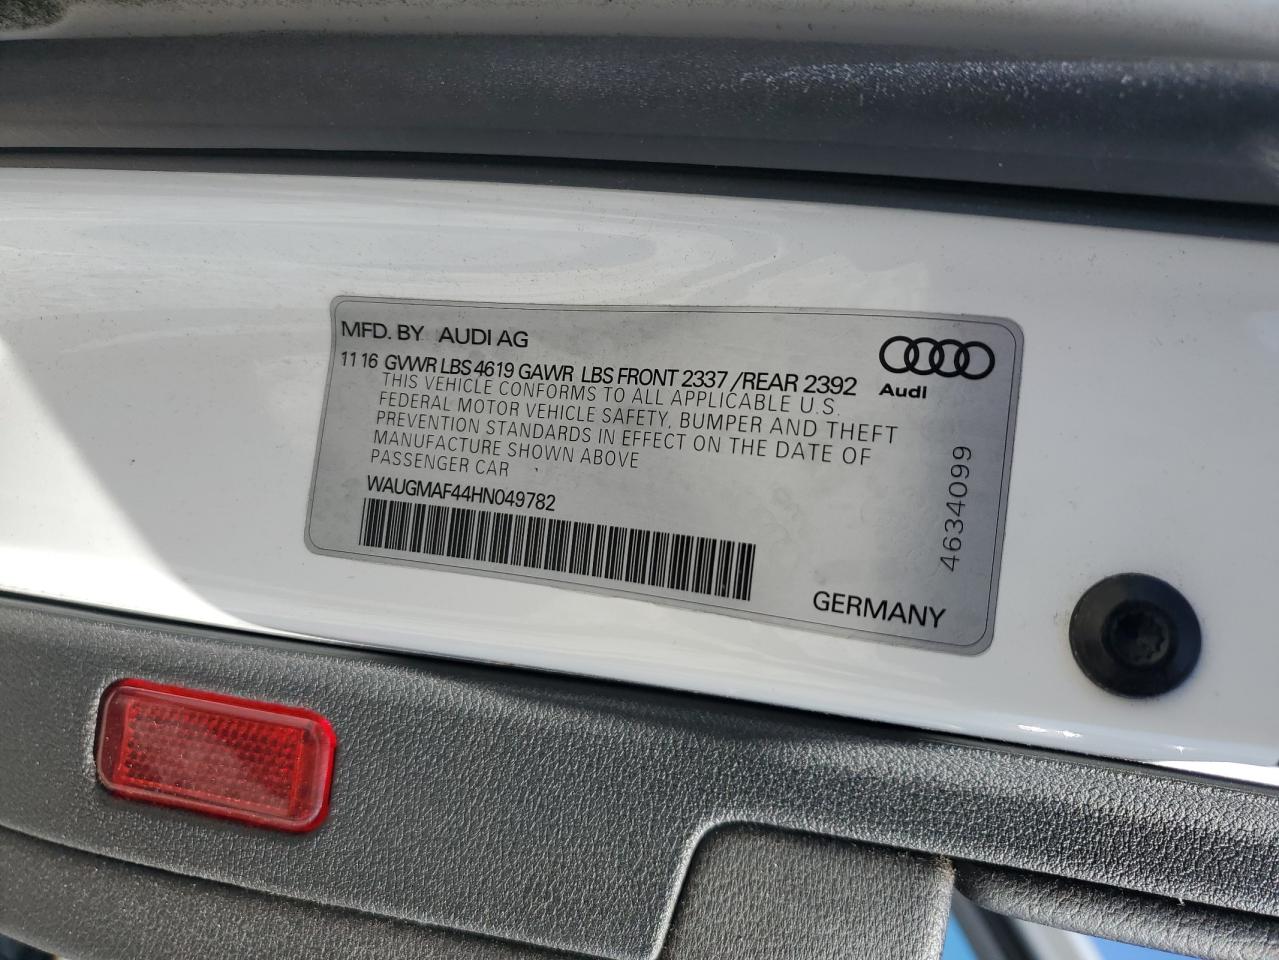 MFD. BY AUDI AG
11 16 GVWR LBS 4619 GAWR LBS FRONT 2337 /REAR 2392
Audi
THIS VEHICLE CONFORMS TO ALL APPLICABLE U.S.
FEDERAL MOTOR VEHICLE SAFETY, BUMPER AND THEFT
PREVENTION STANDARDS IN EFFECT ON THE DATE OF
MANUFACTURE SHOWN ABOVE
PASSENGER CAR
WAUGMAF44HN049782
4634099
GERMANY